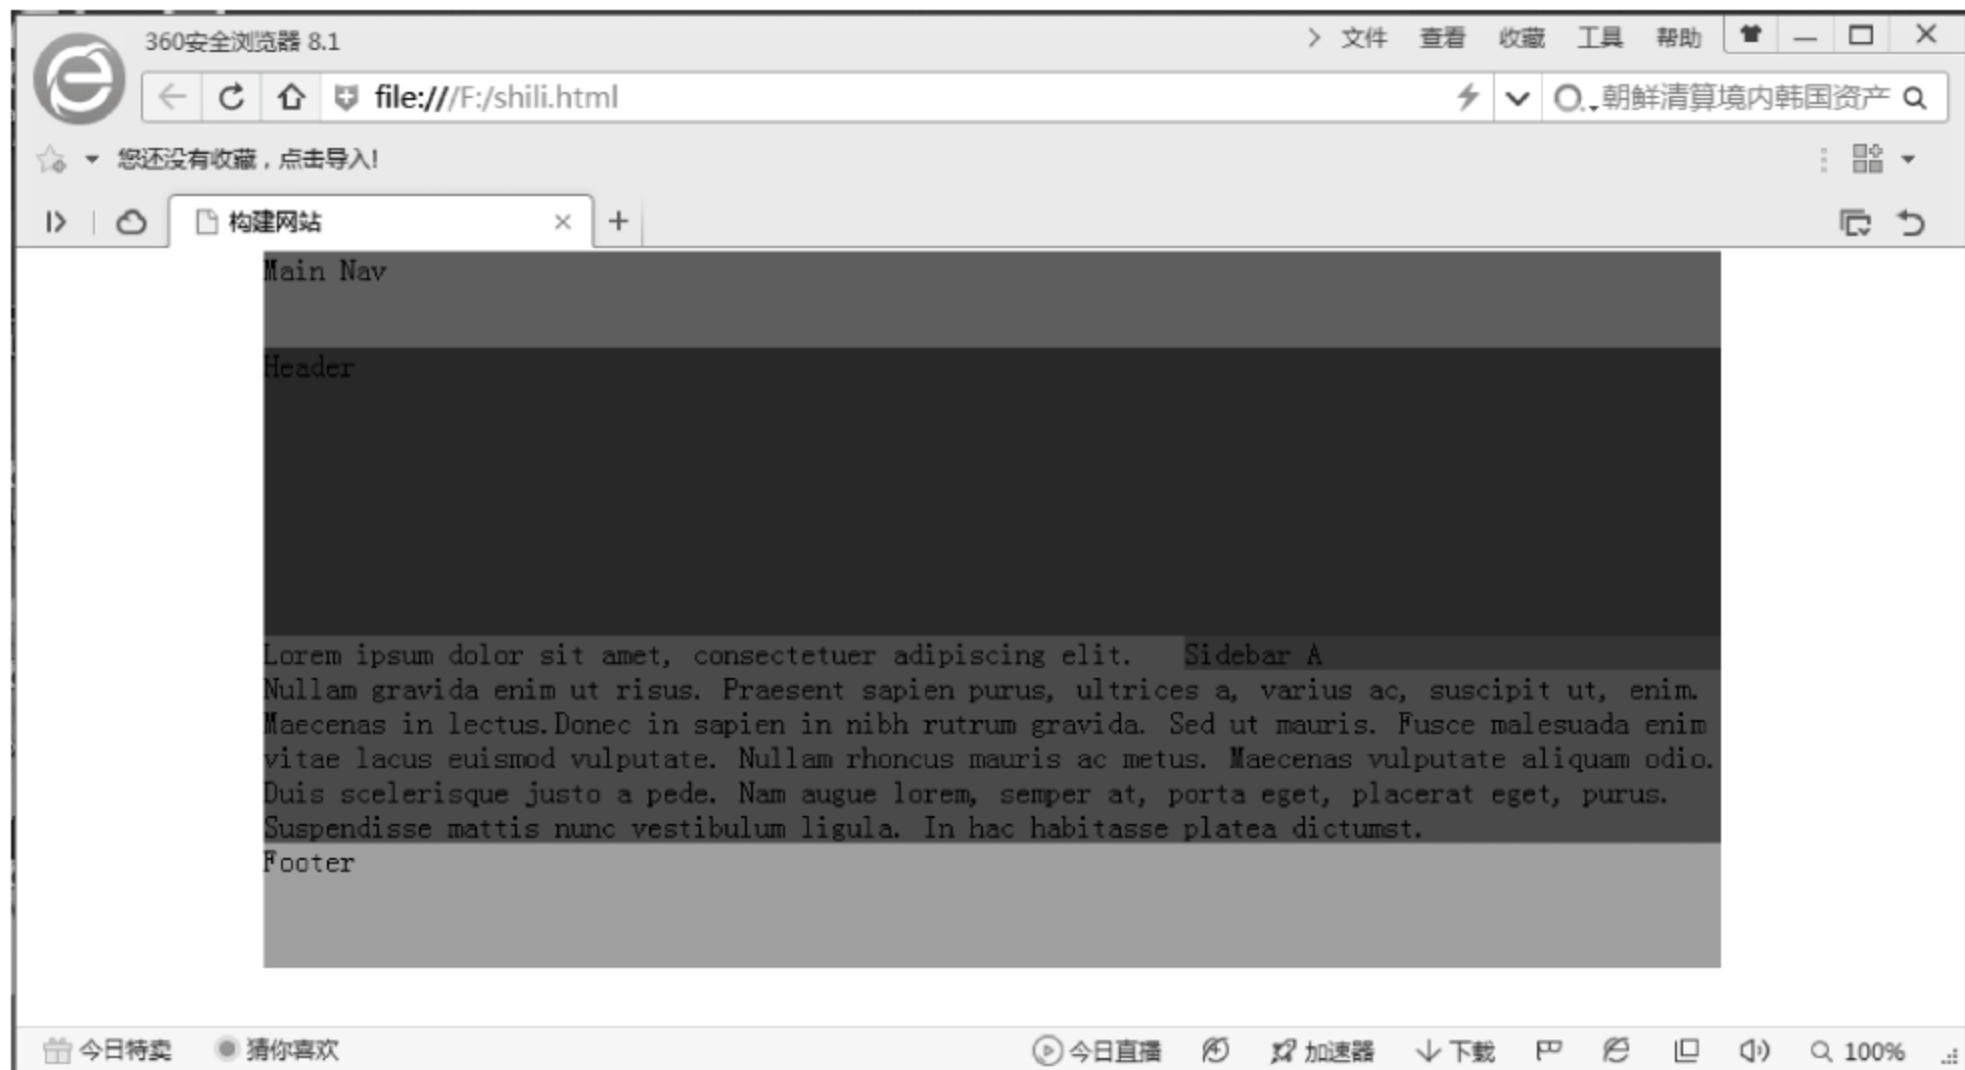 360安全浏览器 8.1
文件 查看 收藏 工具 帮助
file:///F:/shili.html
朝鲜清算境内韩国资产
您还没有收藏，点击导入!
构建网站
Main Nav
Header
Lorem ipsum dolor sit amet, consectetuer adipiscing elit. Sidebar A
Nullam gravida enim ut risus. Praesent sapien purus, ultrices a, varius ac, suscipit ut, enim.
Maecenas in lectus.Donec in sapien in nibh rutrum gravida. Sed ut mauris. Fusce malesuada enim
vitae lacus euismod vulputate. Nullam rhoncus mauris ac metus. Maecenas vulputate aliquam odio.
Duis scelerisque justo a pede. Nam augue lorem, semper at, porta eget, placerat eget, purus.
Suspendisse mattis nunc vestibulum ligula. In hac habitasse platea dictumst.
Footer
今日特卖 猜你喜欢 今日直播 加速器 下载 100%